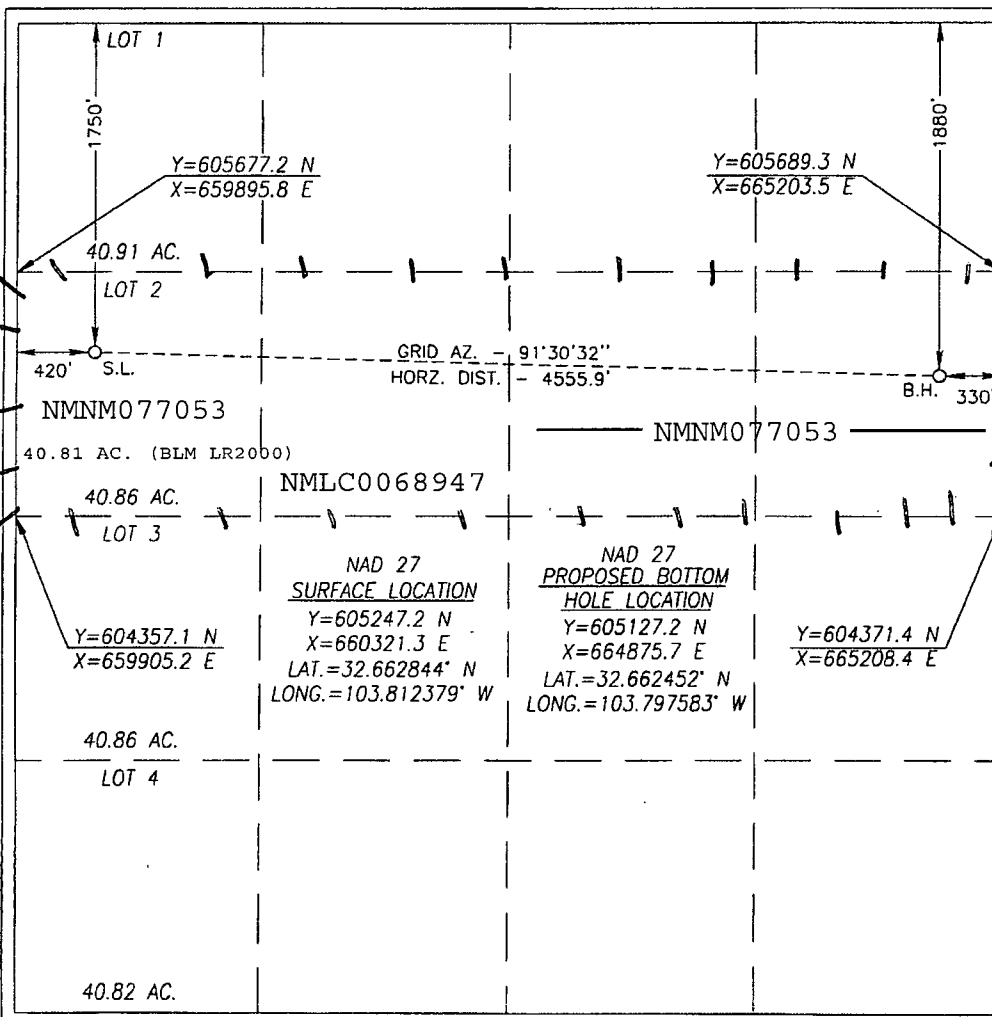 LOT 1
1750'
1880'
Y=605677.2 N
X=659895.8 E
Y=605689.3 N
X=665203.5 E
40.91 AC.
LOT 2
GRID AZ. - 91°30'32"
HORZ. DIST. - 4555.9'
420'
S.L.
B.H.
330'
NMNM077053
NMNM077053
40.81 AC. (BLM LR2000)
NMLC0068947
40.86 AC.
LOT 3
NAD 27
SURFACE LOCATION
Y=605247.2 N
X=660321.3 E
LAT.=32.662844° N
LONG.=103.812379° W
NAD 27
PROPOSED BOTTOM
HOLE LOCATION
Y=605127.2 N
X=664875.7 E
LAT.=32.662452° N
LONG.=103.797583° W
Y=604357.1 N
X=659905.2 E
Y=604371.4 N
X=665208.4 E
40.86 AC.
LOT 4
40.82 AC.